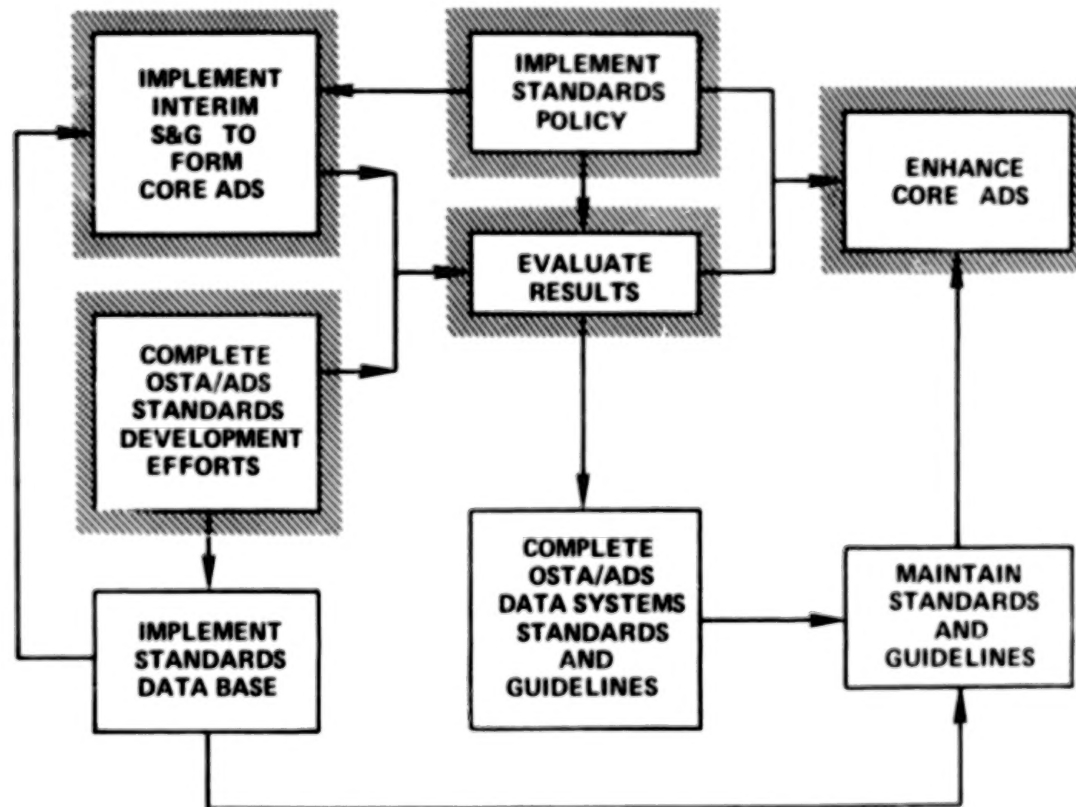 IMPLEMENT
INTERIM
S&G TO
FORM
CORE ADS
IMPLEMENT
STANDARDS
POLICY
ENHANCE
CORE ADS
EVALUATE
RESULTS
COMPLETE
OSTA/ADS
STANDARDS
DEVELOPMENT
EFFORTS
IMPLEMENT
STANDARDS
DATA BASE
COMPLETE
OSTA/ADS
DATA SYSTEMS
STANDARDS
AND
GUIDELINES
MAINTAIN
STANDARDS
AND
GUIDELINES